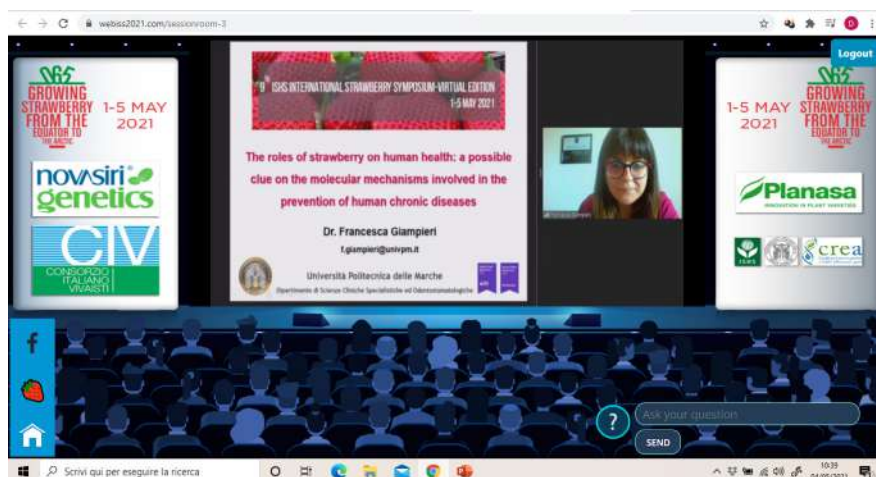 webiss2021.com/sessionroom-3
Logout
GROWING
STRAWBERRY
FROM THE
EQUATOR TO
THE ARCTIC
1-5 MAY
2021
novasiri
genetics
CIV
CONSORZIO
ITALIANO
VIVAISTI
9th ISHS INTERNATIONAL STRAWBERRY SYMPOSIUM-VIRTUAL EDITION
1-5 MAY 2021
The roles of strawberry on human health: a possible
clue on the molecular mechanisms involved in the
prevention of human chronic diseases
Dr. Francesca Giampieri
f.giampieri@univpm.it
Università Politecnica delle Marche
Dipartimento di Scienze Cliniche Specialistiche ed Odontostomatologiche
1-5 MAY
2021
GROWING
STRAWBERRY
FROM THE
EQUATOR TO
THE ARCTIC
Planasa
INNOVATION IN PLANT VARIETIES
ISHS
crea
f
?
Ask your question
SEND
Scrivi qui per eseguire la ricerca
10:39